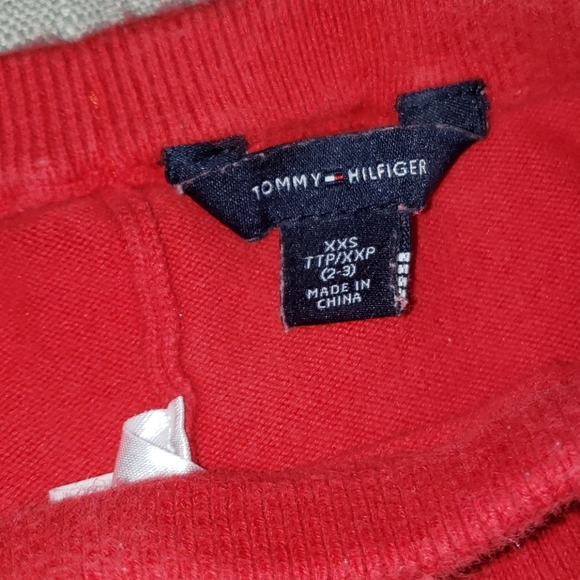 TOMMY HILFIGER
XXS
TTP/XXP
(2-3)
MADE IN
CHINA